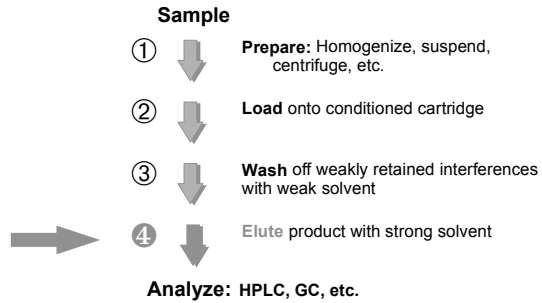 Sample
① Prepare: Homogenize, suspend,
centrifuge, etc.
② Load onto conditioned cartridge
③ Wash off weakly retained interferences
with weak solvent
❹ Elute product with strong solvent
Analyze: HPLC, GC, etc.